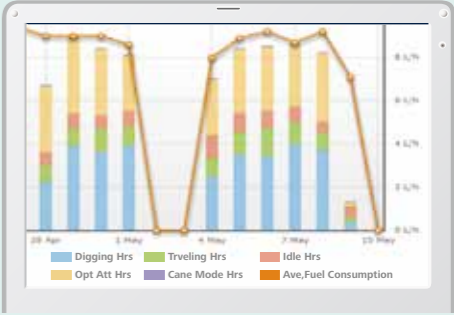 8 L/h
6 L/h
4 L/h
2 L/h
0 L/h
28 Apr 1 May 4 May 7 May 10 May
Digging Hrs Trveling Hrs Idle Hrs
Opt Att Hrs Cane Mode Hrs Ave,Fuel Consumption